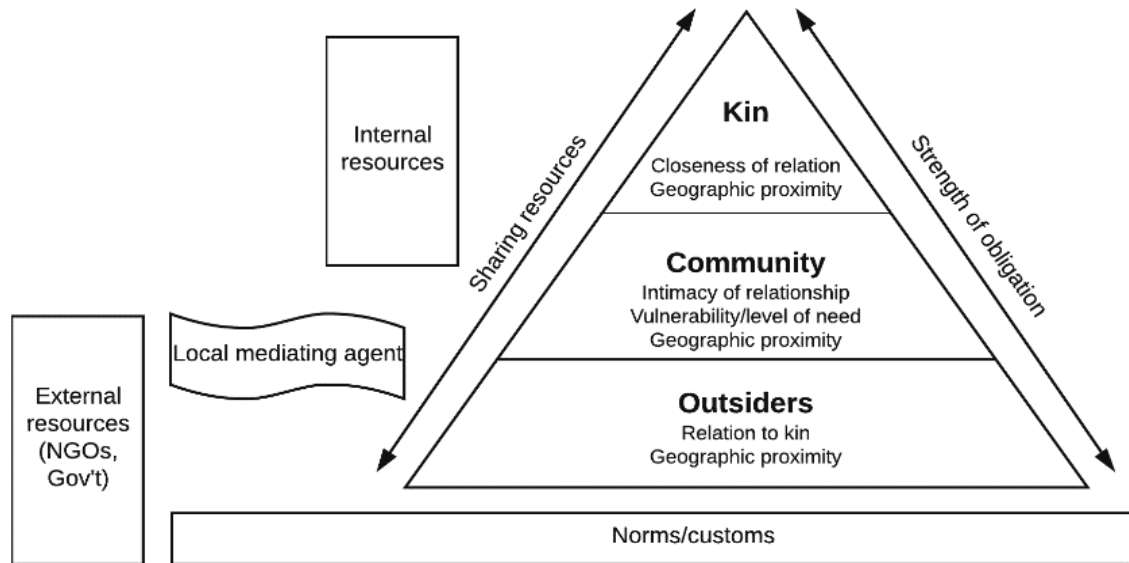 Internal
resources
Sharing resources
Kin
Closeness of relation
Geographic proximity
Strength of obligation
Community
Intimacy of relationship
Vulnerability/level of need
Geographic proximity
Local mediating agent
External
resources
(NGOs,
Gov't)
Outsiders
Relation to kin
Geographic proximity
Norms/customs